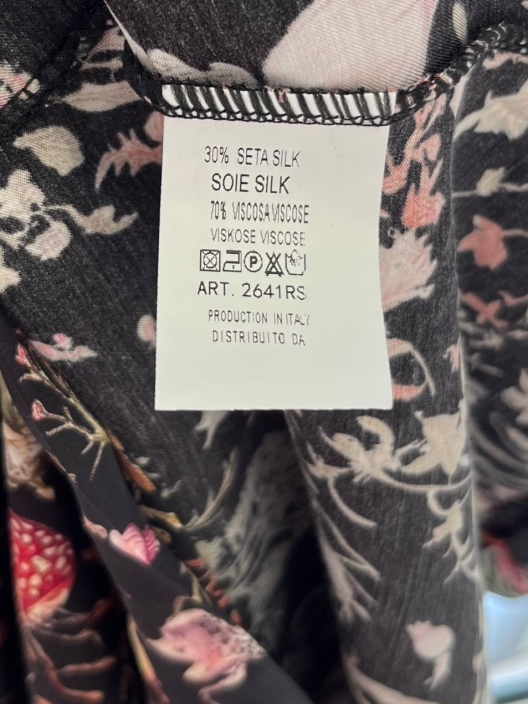 30% SETA SILK
SOIE SILK
70% VISCOSA VISCOSE
VISKOSE VISCOSE
P
ART. 2641RS
PRODUCTION IN ITALY
DISTRIBUITO DA